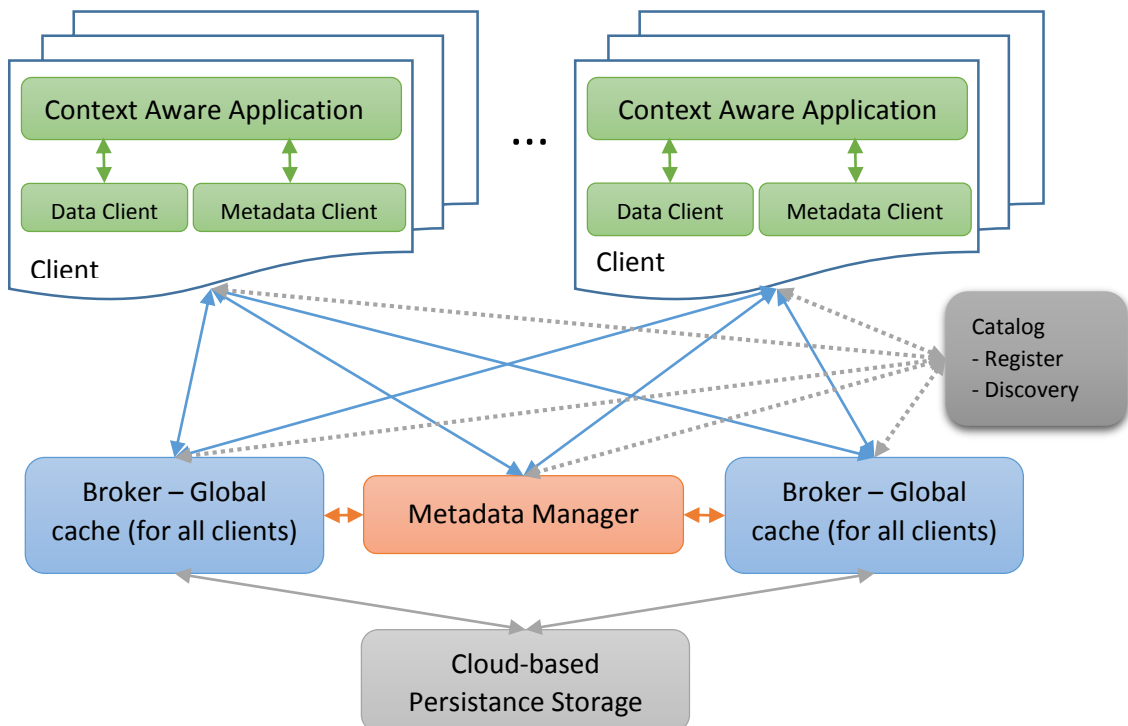 Context Aware Application
Data Client
Metadata Client
Client
...
Context Aware Application
Data Client
Metadata Client
Client
Catalog
- Register
- Discovery
Broker – Global
cache (for all clients)
Metadata Manager
Broker – Global
cache (for all clients)
Cloud-based
Persistance Storage